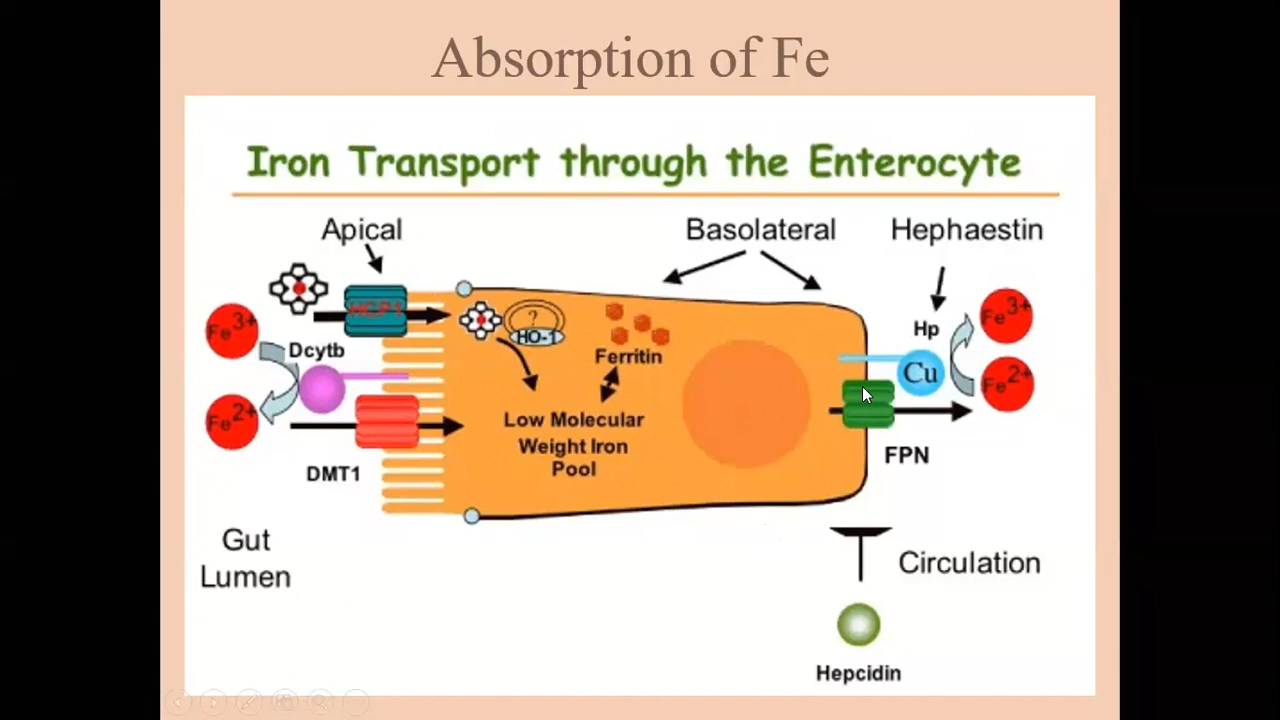 Absorption of Fe
Iron Transport through the Enterocyte
Apical
Basolateral
Hephaestin
HCP1
Fe3+
Dcytb
Fe2+
DMT1
?
HO-1
Ferritin
Low Molecular
Weight Iron
Pool
Hp
Cu
Fe3+
Fe2+
FPN
Gut
Lumen
Circulation
Hepcidin